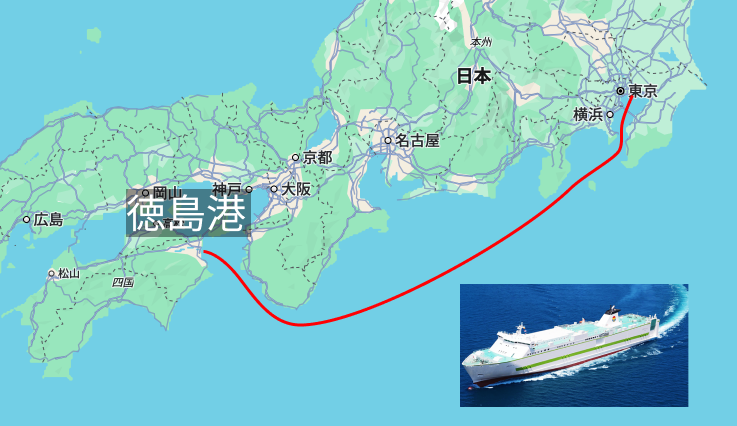 本州
日本
東京
横浜
名古屋
京都
岡山
神戸
大阪
徳島港
広島
松山
四国